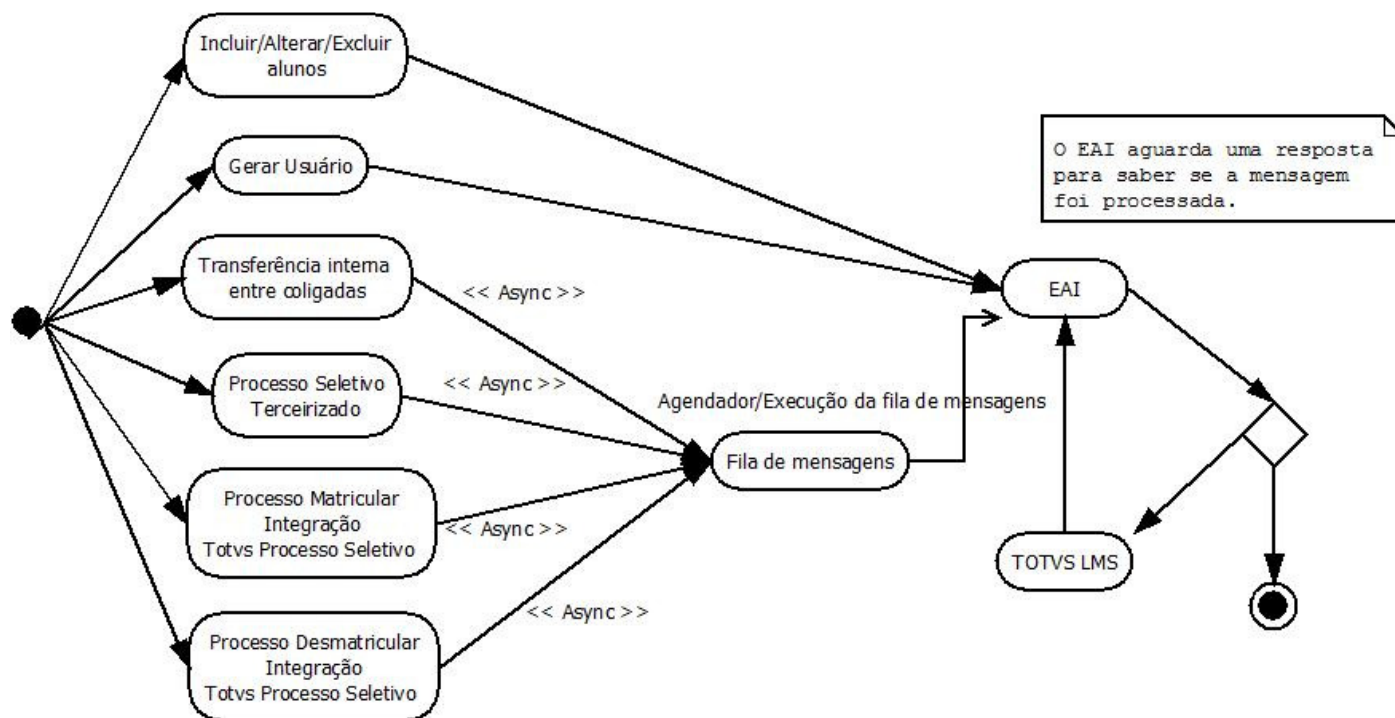 Incluir/Alterar/Excluir
alunos
Gerar Usuário
Transferência interna
entre coligadas
<< Async >>
Processo Seletivo
Terceirizado
<< Async >>
Processo Matricular
Integração
Totvs Processo Seletivo
<< Async >>
Processo Desmatricular
Integração
Totvs Processo Seletivo
<< Async >>
Agendador/Execução da fila de mensagens
Fila de mensagens
O EAI aguarda uma resposta
para saber se a mensagem
foi processada.
EAI
TOTVS LMS